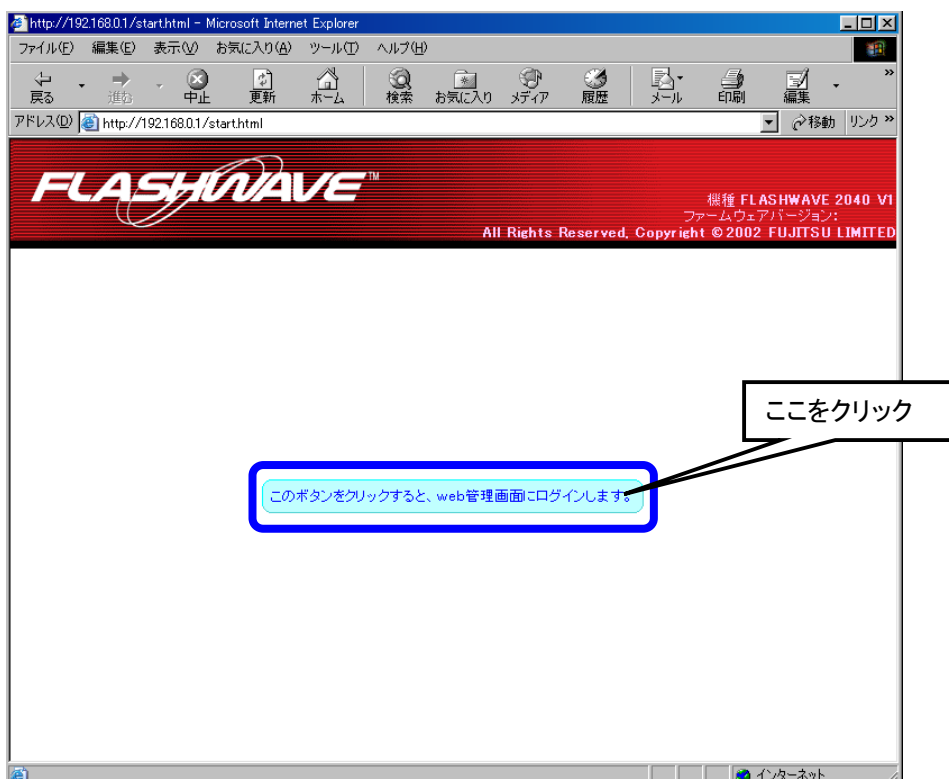 http://192.168.0.1/start.html - Microsoft Internet Explorer
ファイル(F) 編集(E) 表示(V) お気に入り(A) ツール(T) ヘルプ(H)
戻る 進む 中止 更新 ホーム 検索 お気に入り メディア 履歴 メール 印刷 編集 »
アドレス(D) http://192.168.0.1/start.html 移動 リンク »
FLASHWAVE™
機種 FLASHWAVE 2040 V1
ファームウェアバージョン:
All Rights Reserved, Copyright © 2002 FUJITSU LIMITED
ここをクリック
このボタンをクリックすると、web管理画面にログインします。
インターネット